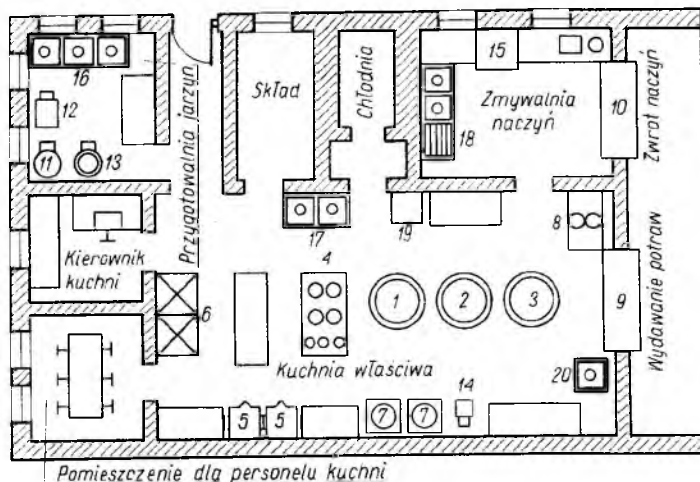 16
12
11
13
Przygotowalnia jarzyn
Skład
Chłodnia
15
Zmywalnia
naczyń
18
10
Zwrot naczyń
Kierownik
kuchni
17
19
8
4
6
1
2
3
9
Wydawanie potraw
Kuchnia właściwa
20
14
5
5
7
7
Pomieszczenie dla personelu kuchni